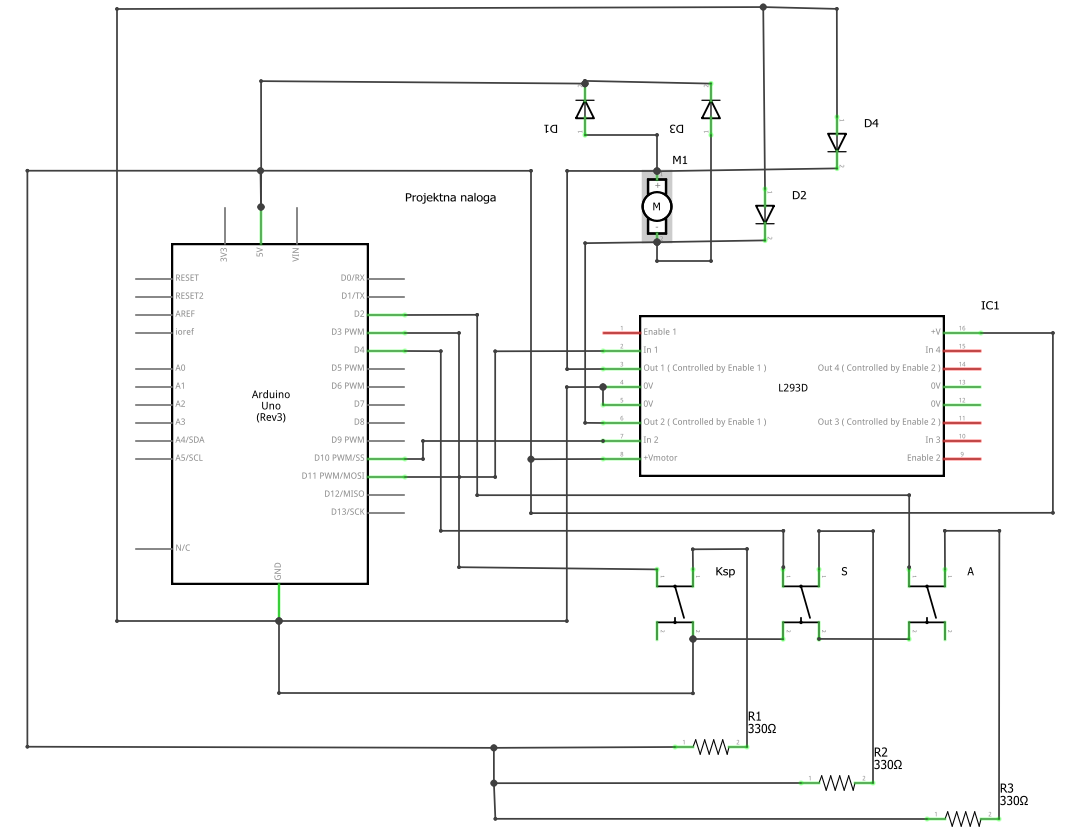 D4
D1
D3
M1
+
M
-
D2
Projektna naloga
3V3
5V
VIN
RESET
RESET2
AREF
ioref
A0
A1
A2
A3
A4/SDA
A5/SCL
N/C
Arduino
Uno
(Rev3)
D0/RX
D1/TX
D2
D3 PWM
D4
D5 PWM
D6 PWM
D7
D8
D9 PWM
D10 PWM/SS
D11 PWM/MOSI
D12/MISO
D13/SCK
GND
IC1
1 Enable 1
2 In 1
3 Out 1 ( Controlled by Enable 1 )
4 0V
5 0V
6 Out 2 ( Controlled by Enable 1 )
7 In 2
8 +Vmotor
L293D
+V 16
In 4 15
Out 4 ( Controlled by Enable 2 ) 14
0V 13
0V 12
Out 3 ( Controlled by Enable 2 ) 11
In 3 10
Enable 2 9
Ksp
S
A
R1
330Ω
1 2
R2
330Ω
1 2
R3
330Ω
1 2